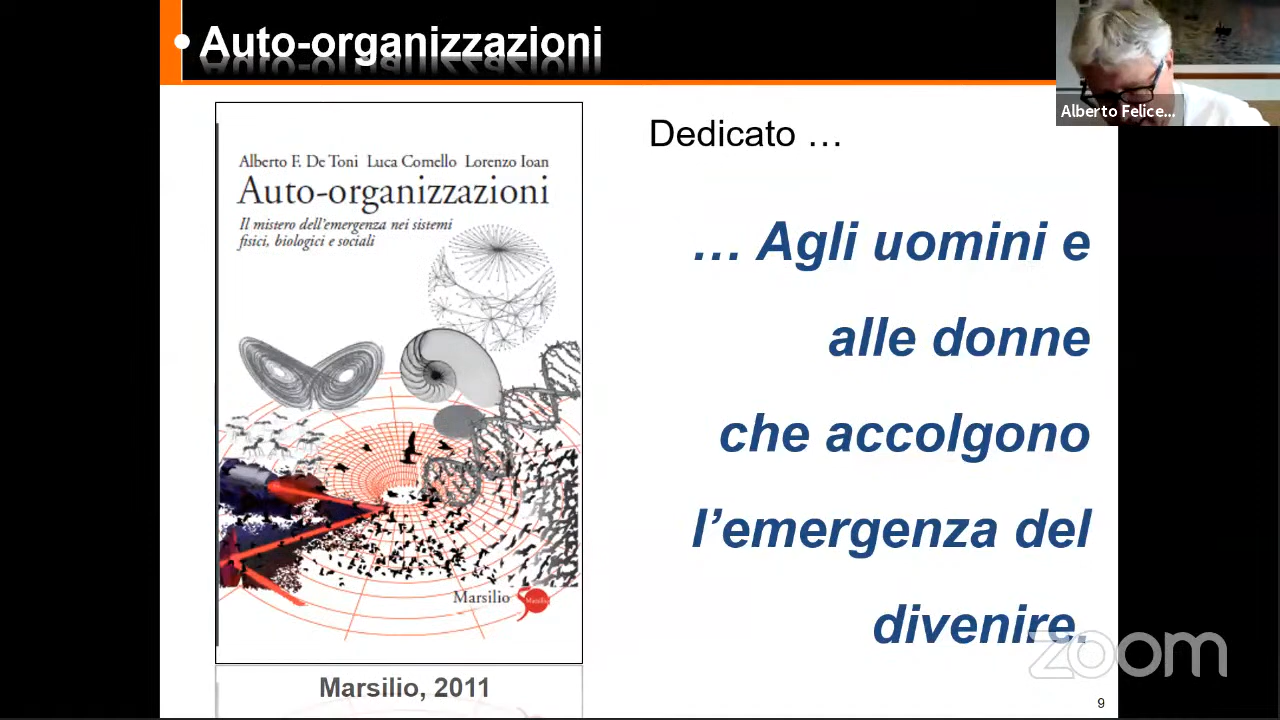 • Auto-organizzazioni
Alberto Felice...
Alberto F. De Toni Luca Comello Lorenzo Ioan
Auto-organizzazioni
Il mistero dell'emergenza nei sistemi
fisici, biologici e sociali
Marsilio
Marsilio
Marsilio, 2011
Dedicato …
… Agli uomini e
alle donne
che accolgono
l’emergenza del
divenire.
zoom
9